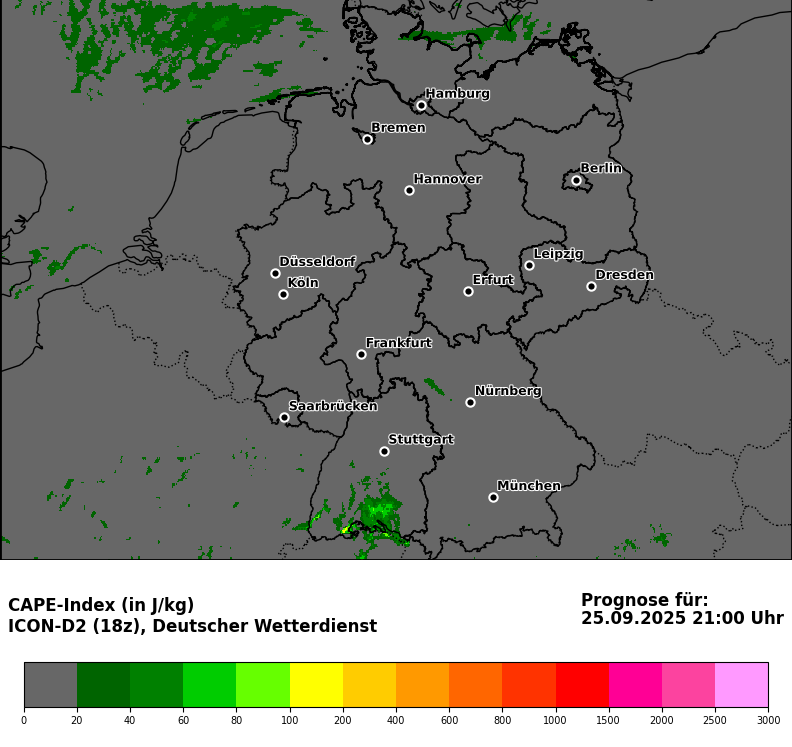 Hamburg
Bremen
Berlin
Hannover
Leipzig
Düsseldorf
Dresden
Köln
Erfurt
Frankfurt
Nürnberg
Saarbrücken
Stuttgart
München
CAPE-Index (in J/kg)
ICON-D2 (18z), Deutscher Wetterdienst
Prognose für:
25.09.2025 21:00 Uhr
0 20 40 60 80 100 200 400 600 800 1000 1500 2000 2500 3000